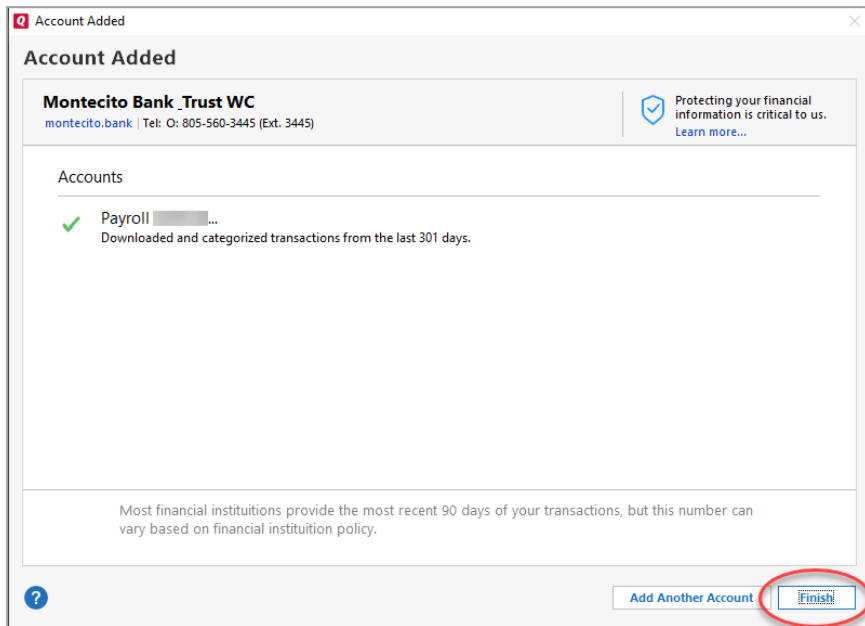 Account Added
Account Added
Montecito Bank _Trust WC
montecito.bank | Tel: O: 805-560-3445 (Ext. 3445)
Protecting your financial
information is critical to us.
Learn more...
Accounts
Payroll ...
Downloaded and categorized transactions from the last 301 days.
Most financial instituitions provide the most recent 90 days of your transactions, but this number can
vary based on financial instituition policy.
?
Add Another Account
Finish